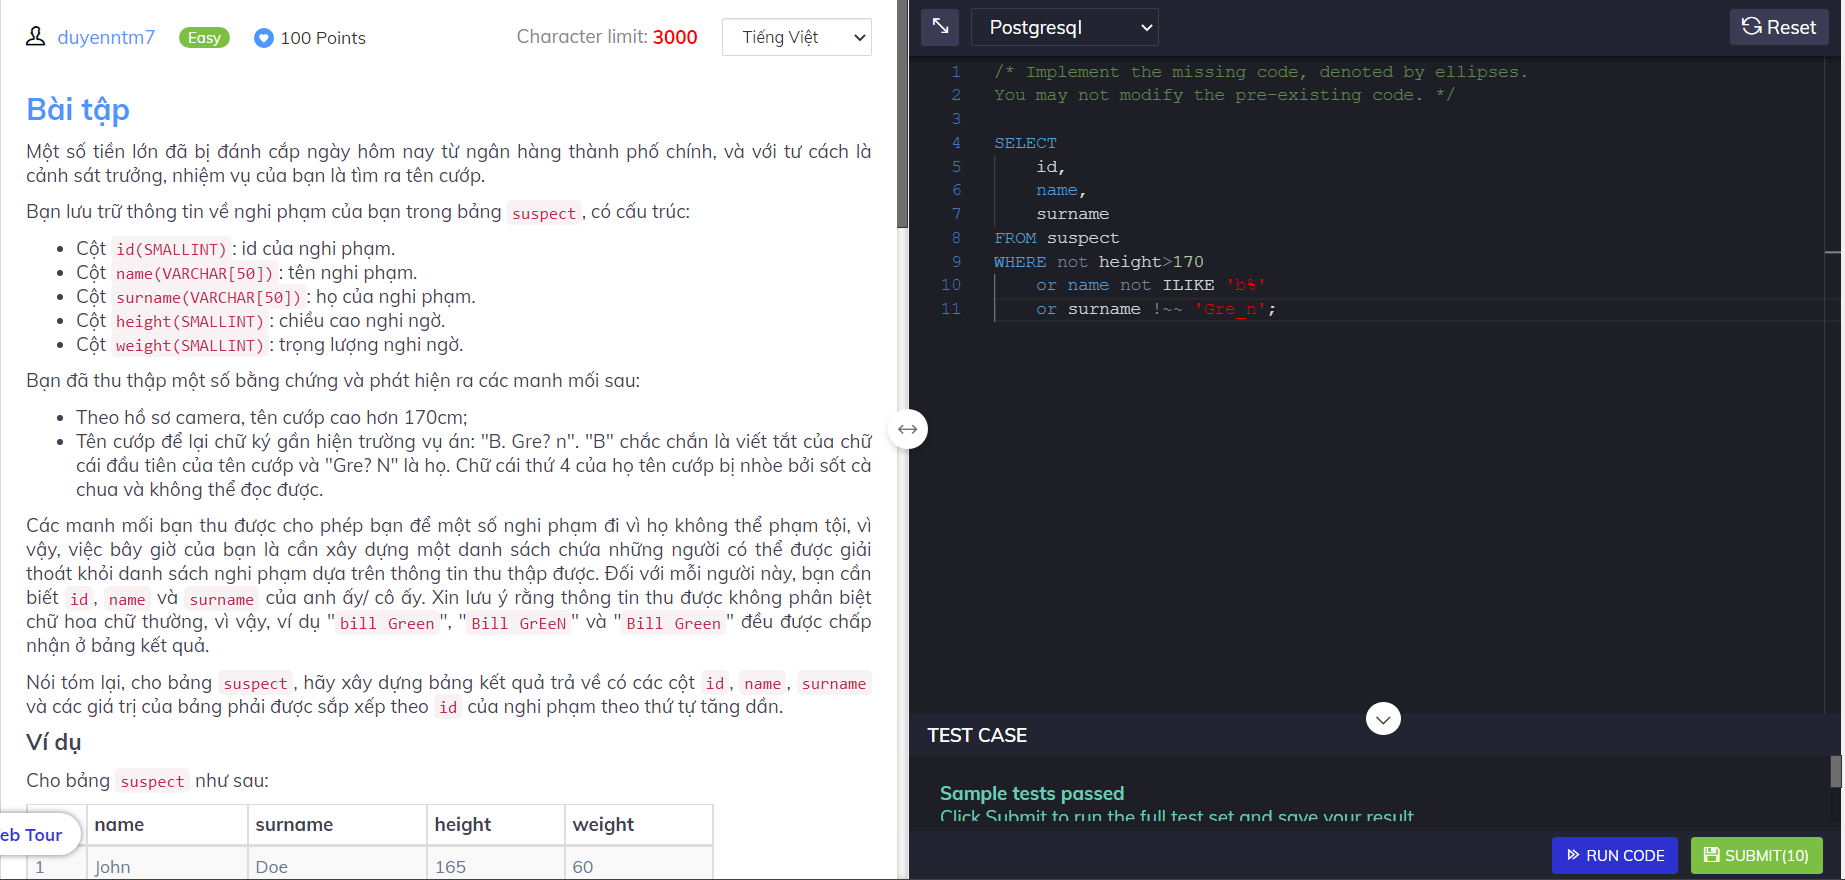 duyenntm7 Easy 100 Points Character limit: 3000 Tiếng Việt
Bài tập
Một số tiền lớn đã bị đánh cắp ngày hôm nay từ ngân hàng thành phố chính, và với tư cách là
cảnh sát trưởng, nhiệm vụ của bạn là tìm ra tên cướp.
Bạn lưu trữ thông tin về nghi phạm của bạn trong bảng suspect, có cấu trúc:
• Cột id(SMALLINT): id của nghi phạm.
• Cột name(VARCHAR[50]): tên nghi phạm.
• Cột surname(VARCHAR[50]): họ của nghi phạm.
• Cột height(SMALLINT): chiều cao nghi ngờ.
• Cột weight(SMALLINT): trọng lượng nghi ngờ.
Bạn đã thu thập một số bằng chứng và phát hiện ra các manh mối sau:
• Theo hồ sơ camera, tên cướp cao hơn 170cm;
• Tên cướp để lại chữ ký gần hiện trường vụ án: "B. Gre? n". "B" chắc chắn là viết tắt của chữ
cái đầu tiên của tên cướp và "Gre? N" là họ. Chữ cái thứ 4 của họ tên cướp bị nhòe bởi sốt cà
chua và không thể đọc được.
Các manh mối bạn thu được cho phép bạn để một số nghi phạm đi vì họ không thể phạm tội, vì
vậy, việc bây giờ của bạn là cần xây dựng một danh sách chứa những người có thể được giải
thoát khỏi danh sách nghi phạm dựa trên thông tin thu thập được. Đối với mỗi người này, bạn cần
biết id, name và surname của anh ấy/ cô ấy. Xin lưu ý rằng thông tin thu được không phân biệt
chữ hoa chữ thường, vì vậy, ví dụ "bill Green", "Bill GrEeN" và "Bill Green" đều được chấp
nhận ở bảng kết quả.
Nói tóm lại, cho bảng suspect, hãy xây dựng bảng kết quả trả về có các cột id, name, surname
và các giá trị của bảng phải được sắp xếp theo id của nghi phạm theo thứ tự tăng dần.
Ví dụ
Cho bảng suspect như sau:
name surname height weight
1 John Doe 165 60
eb Tour
Postgresql Reset
1 /* Implement the missing code, denoted by ellipses.
2 You may not modify the pre-existing code. */
3
4 SELECT
5 id,
6 name,
7 surname
8 FROM suspect
9 WHERE not height>170
10 or name not ILIKE 'b%'
11 or surname !~~ 'Gre_n';
TEST CASE
Sample tests passed
Click Submit to run the full test set and save your result
RUN CODE SUBMIT(10)